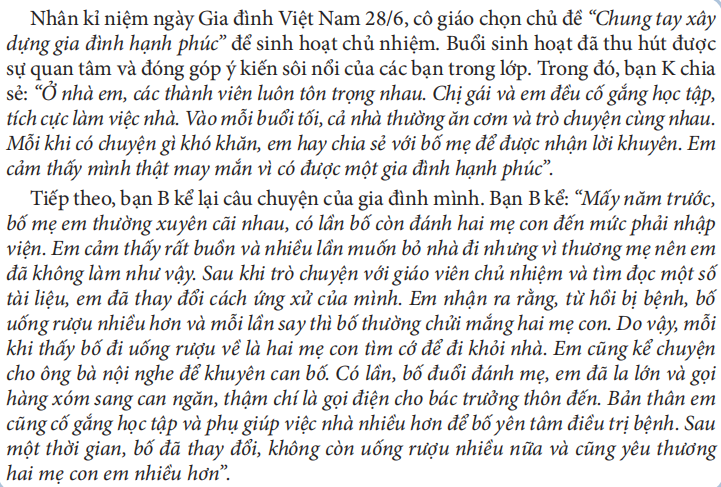 Nhân kỉ niệm ngày Gia đình Việt Nam 28/6, cô giáo chọn chủ đề “Chung tay xây
dựng gia đình hạnh phúc” để sinh hoạt chủ nhiệm. Buổi sinh hoạt đã thu hút được
sự quan tâm và đóng góp ý kiến sôi nổi của các bạn trong lớp. Trong đó, bạn K chia
sẻ: “Ở nhà em, các thành viên luôn tôn trọng nhau. Chị gái và em đều cố gắng học tập,
tích cực làm việc nhà. Vào mỗi buổi tối, cả nhà thường ăn cơm và trò chuyện cùng nhau.
Mỗi khi có chuyện gì khó khăn, em hay chia sẻ với bố mẹ để được nhận lời khuyên. Em
cảm thấy mình thật may mắn vì có được một gia đình hạnh phúc”.
Tiếp theo, bạn B kể lại câu chuyện của gia đình mình. Bạn B kể: “Mấy năm trước,
bố mẹ em thường xuyên cãi nhau, có lần bố còn đánh hai mẹ con đến mức phải nhập
viện. Em cảm thấy rất buồn và nhiều lần muốn bỏ nhà đi nhưng vì thương mẹ nên em
đã không làm như vậy. Sau khi trò chuyện với giáo viên chủ nhiệm và tìm đọc một số
tài liệu, em đã thay đổi cách ứng xử của mình. Em nhận ra rằng, từ hồi bị bệnh, bố
uống rượu nhiều hơn và mỗi lần say thì bố thường chửi mắng hai mẹ con. Do vậy, mỗi
khi thấy bố đi uống rượu về là hai mẹ con tìm cớ để đi khỏi nhà. Em cũng kể chuyện
cho ông bà nội nghe để khuyên can bố. Có lần, bố đuổi đánh mẹ, em đã la lớn và gọi
hàng xóm sang can ngăn, thậm chí là gọi điện cho bác trưởng thôn đến. Bản thân em
cũng cố gắng học tập và phụ giúp việc nhà nhiều hơn để bố yên tâm điều trị bệnh. Sau
một thời gian, bố đã thay đổi, không còn uống rượu nhiều nữa và cũng yêu thương
hai mẹ con em nhiều hơn”.